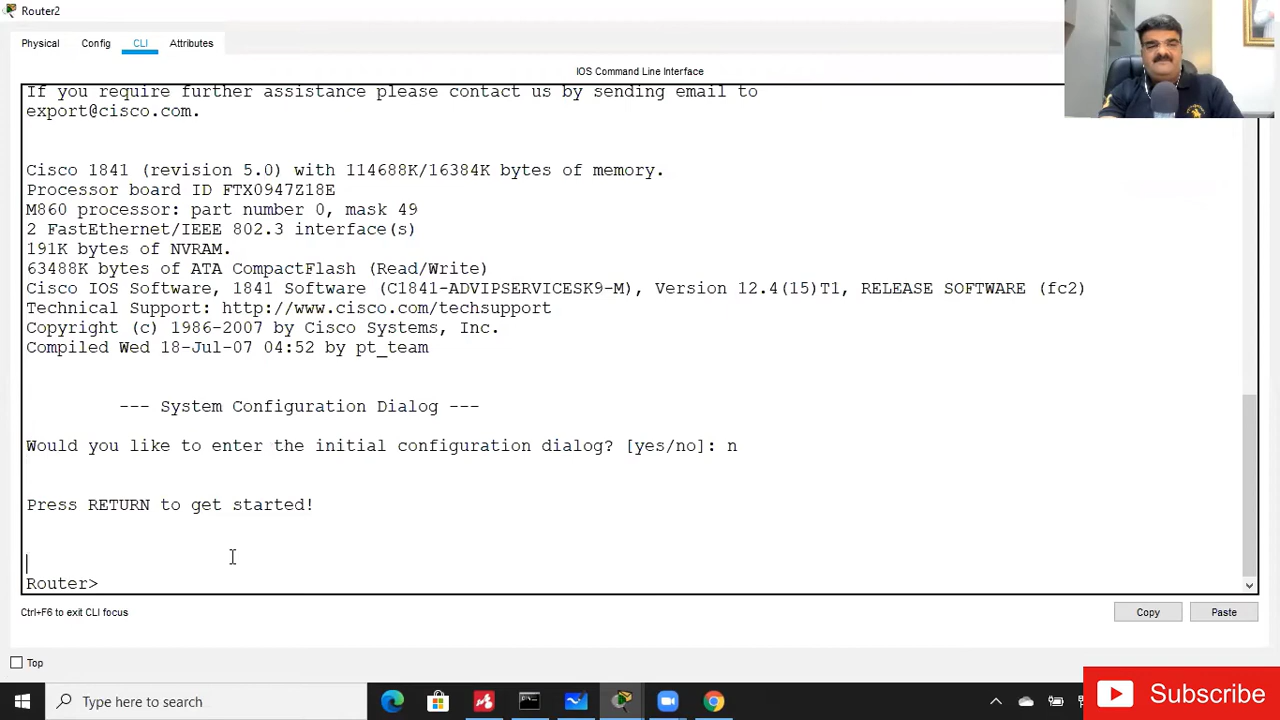 Router2
Physical
Config
CLI
Attributes
IOS Command Line Interface
If you require further assistance please contact us by sending email to
export@cisco.com.
Cisco 1841 (revision 5.0) with 114688K/16384K bytes of memory.
Processor board ID FTX0947Z18E
M860 processor: part number 0, mask 49
2 FastEthernet/IEEE 802.3 interface(s)
191K bytes of NVRAM.
63488K bytes of ATA CompactFlash (Read/Write)
Cisco IOS Software, 1841 Software (C1841-ADVIPSERVICESK9-M), Version 12.4(15)T1, RELEASE SOFTWARE (fc2)
Technical Support: http://www.cisco.com/techsupport
Copyright (c) 1986-2007 by Cisco Systems, Inc.
Compiled Wed 18-Jul-07 04:52 by pt_team
--- System Configuration Dialog ---
Would you like to enter the initial configuration dialog? [yes/no]: n
Press RETURN to get started!
Router>
Ctrl+F6 to exit CLI focus
Copy
Paste
Top
Type here to search
Subscribe